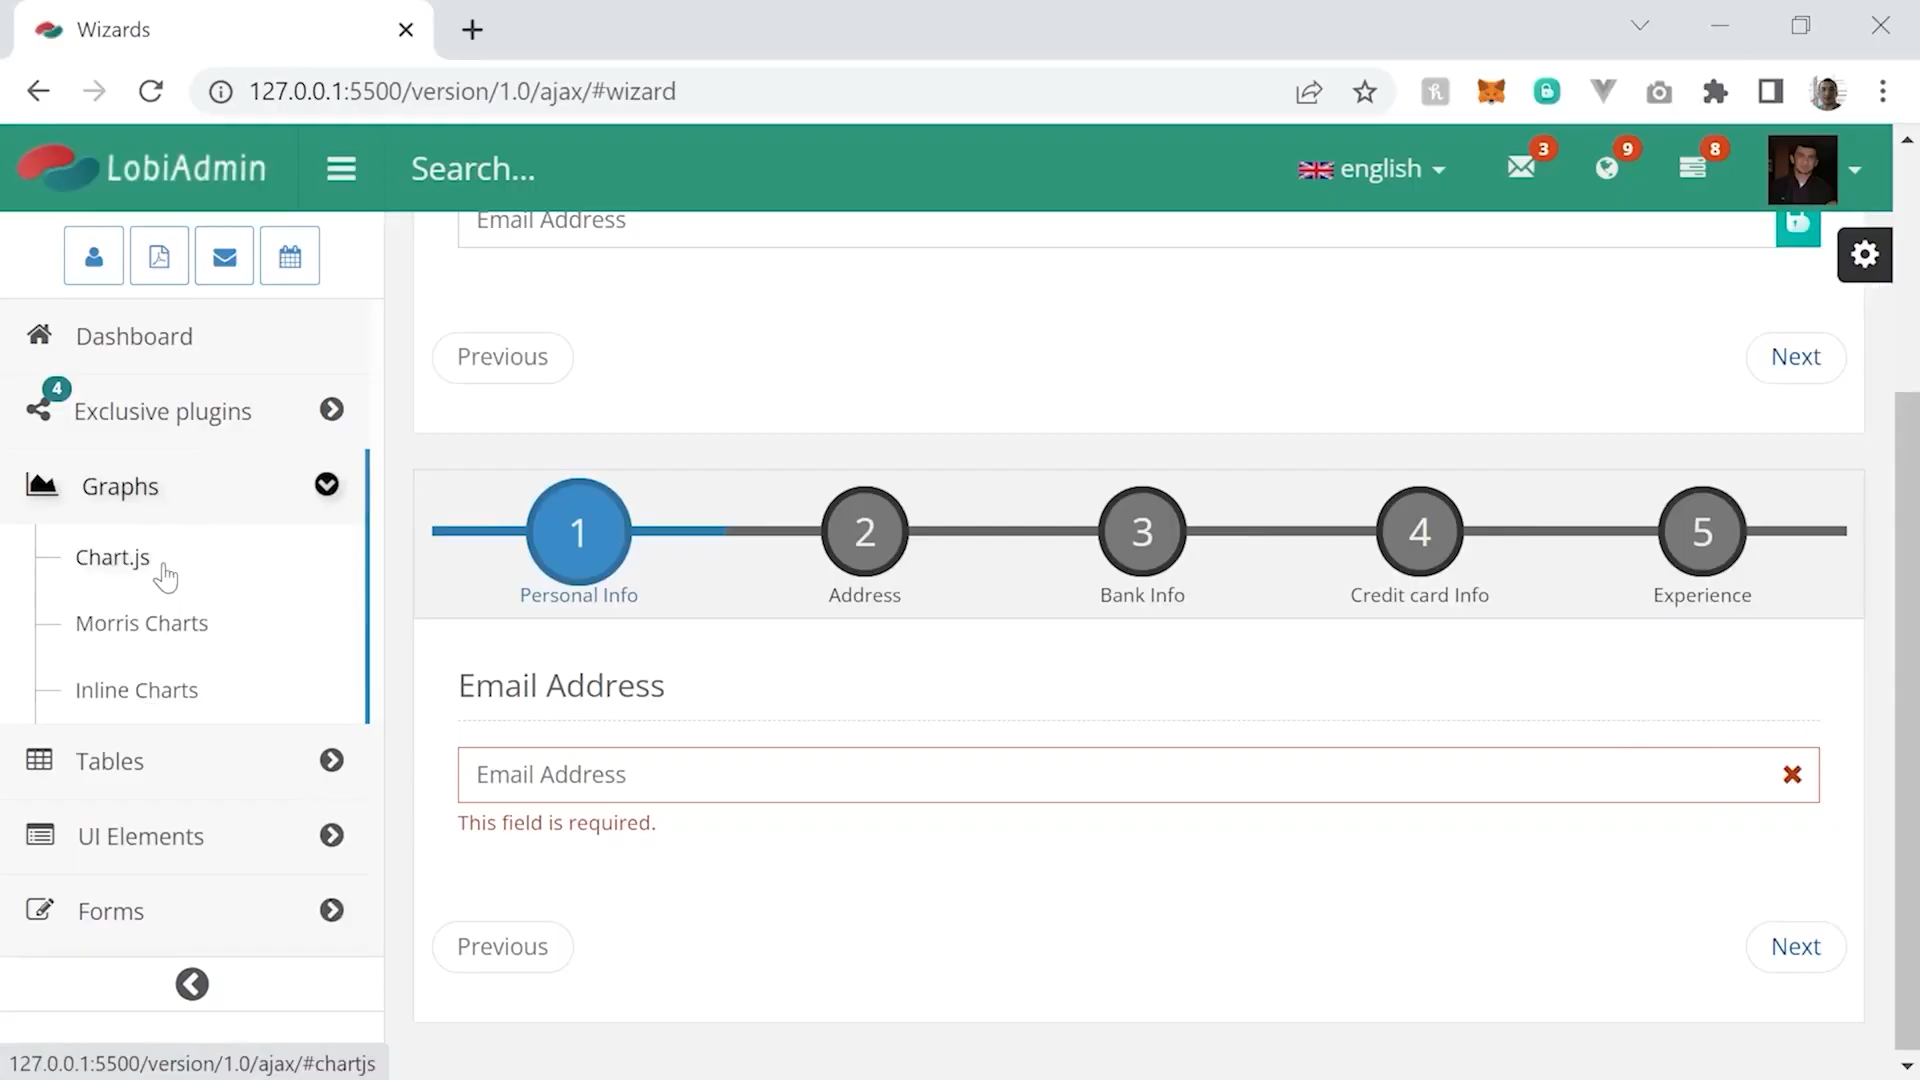 Wizards
127.0.0.1:5500/version/1.0/ajax/#wizard
LobiAdmin
Search...
english
3
9
8
Email Address
Previous
Next
Dashboard
4
Exclusive plugins
Graphs
Chart.js
Morris Charts
Inline Charts
Tables
UI Elements
Forms
1
2
3
4
5
Personal Info
Address
Bank Info
Credit card Info
Experience
Email Address
Email Address
This field is required.
Previous
Next
127.0.0.1:5500/version/1.0/ajax/#chartjs